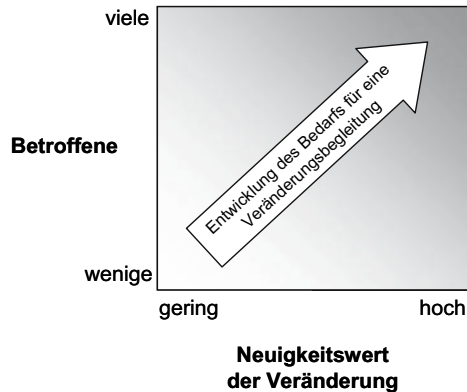 viele
Betroffene
Entwicklung des Bedarfs für eine
Veränderungsbegleitung
wenige
gering hoch
Neuigkeitswert
der Veränderung